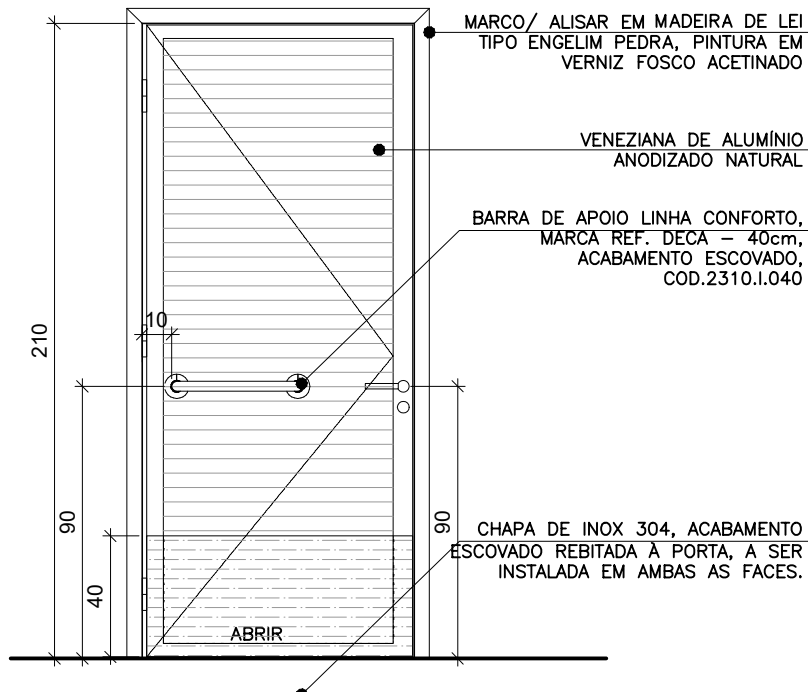 MARCO/ ALISAR EM MADEIRA DE LEI
TIPO ENGELIM PEDRA, PINTURA EM
VERNIZ FOSCO ACETINADO
VENEZIANA DE ALUMÍNIO
ANODIZADO NATURAL
BARRA DE APOIO LINHA CONFORTO,
MARCA REF. DECA – 40cm,
ACABAMENTO ESCOVADO,
COD.2310.I.040
10
210
90
90
40
CHAPA DE INOX 304, ACABAMENTO
ESCOVADO REBITADA À PORTA, A SER
INSTALADA EM AMBAS AS FACES.
ABRIR